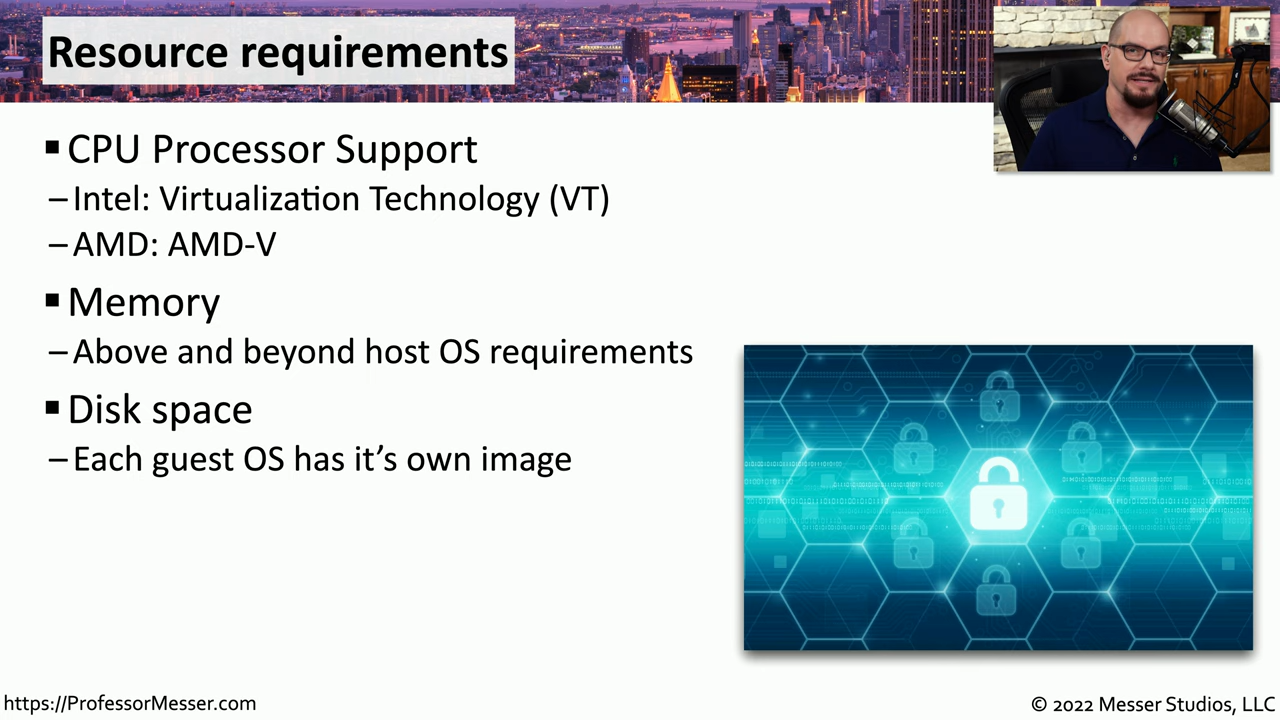 Resource requirements
▪ CPU Processor Support
– Intel: Virtualization Technology (VT)
– AMD: AMD-V
▪ Memory
– Above and beyond host OS requirements
▪ Disk space
– Each guest OS has it’s own image
https://ProfessorMesser.com
© 2022 Messer Studios, LLC